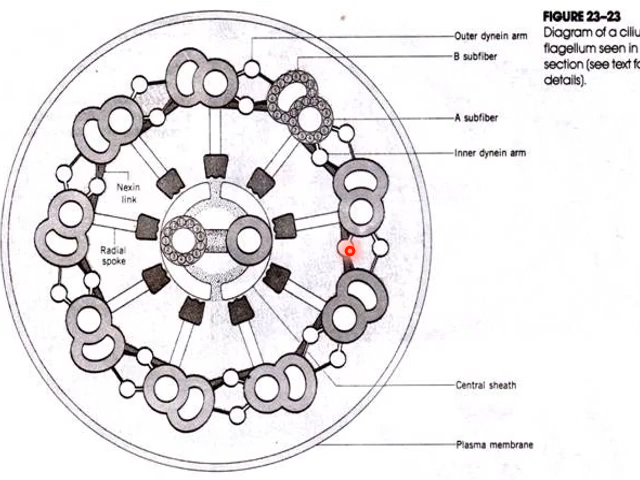 FIGURE 23–23
Diagram of a ciliu
flagellum seen in
section (see text fo
details).
Outer dynein arm
B subfiber
A subfiber
Inner dynein arm
Nexin
link
Radial
spoke
Central sheath
Plasma membrane